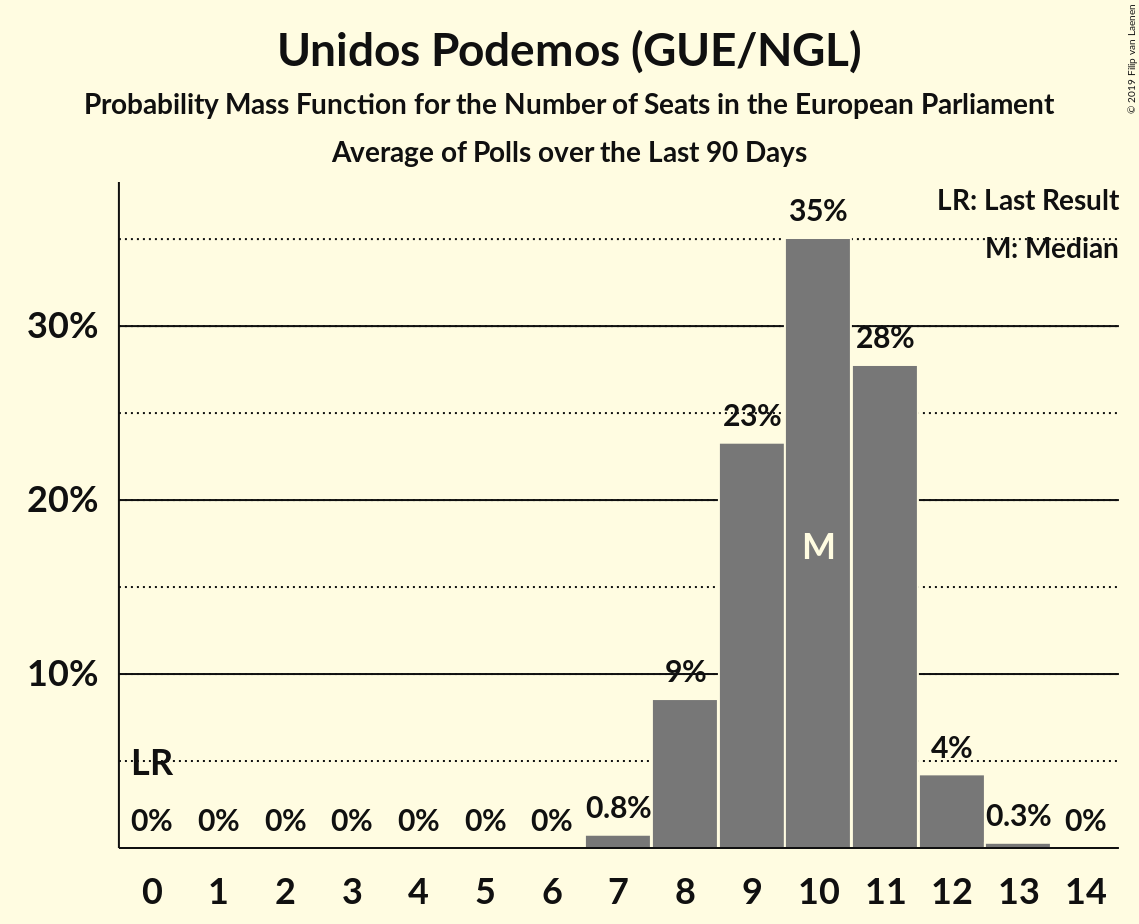 Unidos Podemos (GUE/NGL)
Probability Mass Function for the Number of Seats in the European Parliament
Average of Polls over the Last 90 Days
© 2019 Filip van Laenen
LR: Last Result
M: Median
35%
30%
28%
23%
20%
M
10%
9%
LR
4%
0% 0% 0% 0% 0% 0% 0% 0.8% 0.3% 0%
0 1 2 3 4 5 6 7 8 9 10 11 12 13 14